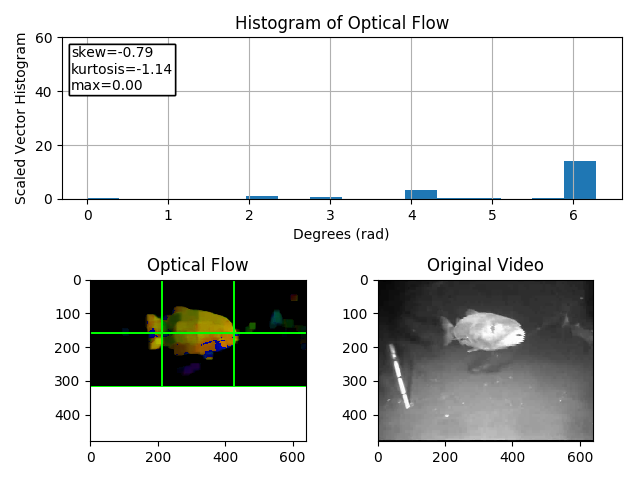 Histogram of Optical Flow
Scaled Vector Histogram
60
40
20
0
skew=-0.79
kurtosis=-1.14
max=0.00
0 1 2 3 4 5 6
Degrees (rad)
Optical Flow
0
100
200
300
400
0 200 400 600
Original Video
0
100
200
300
400
0 200 400 600